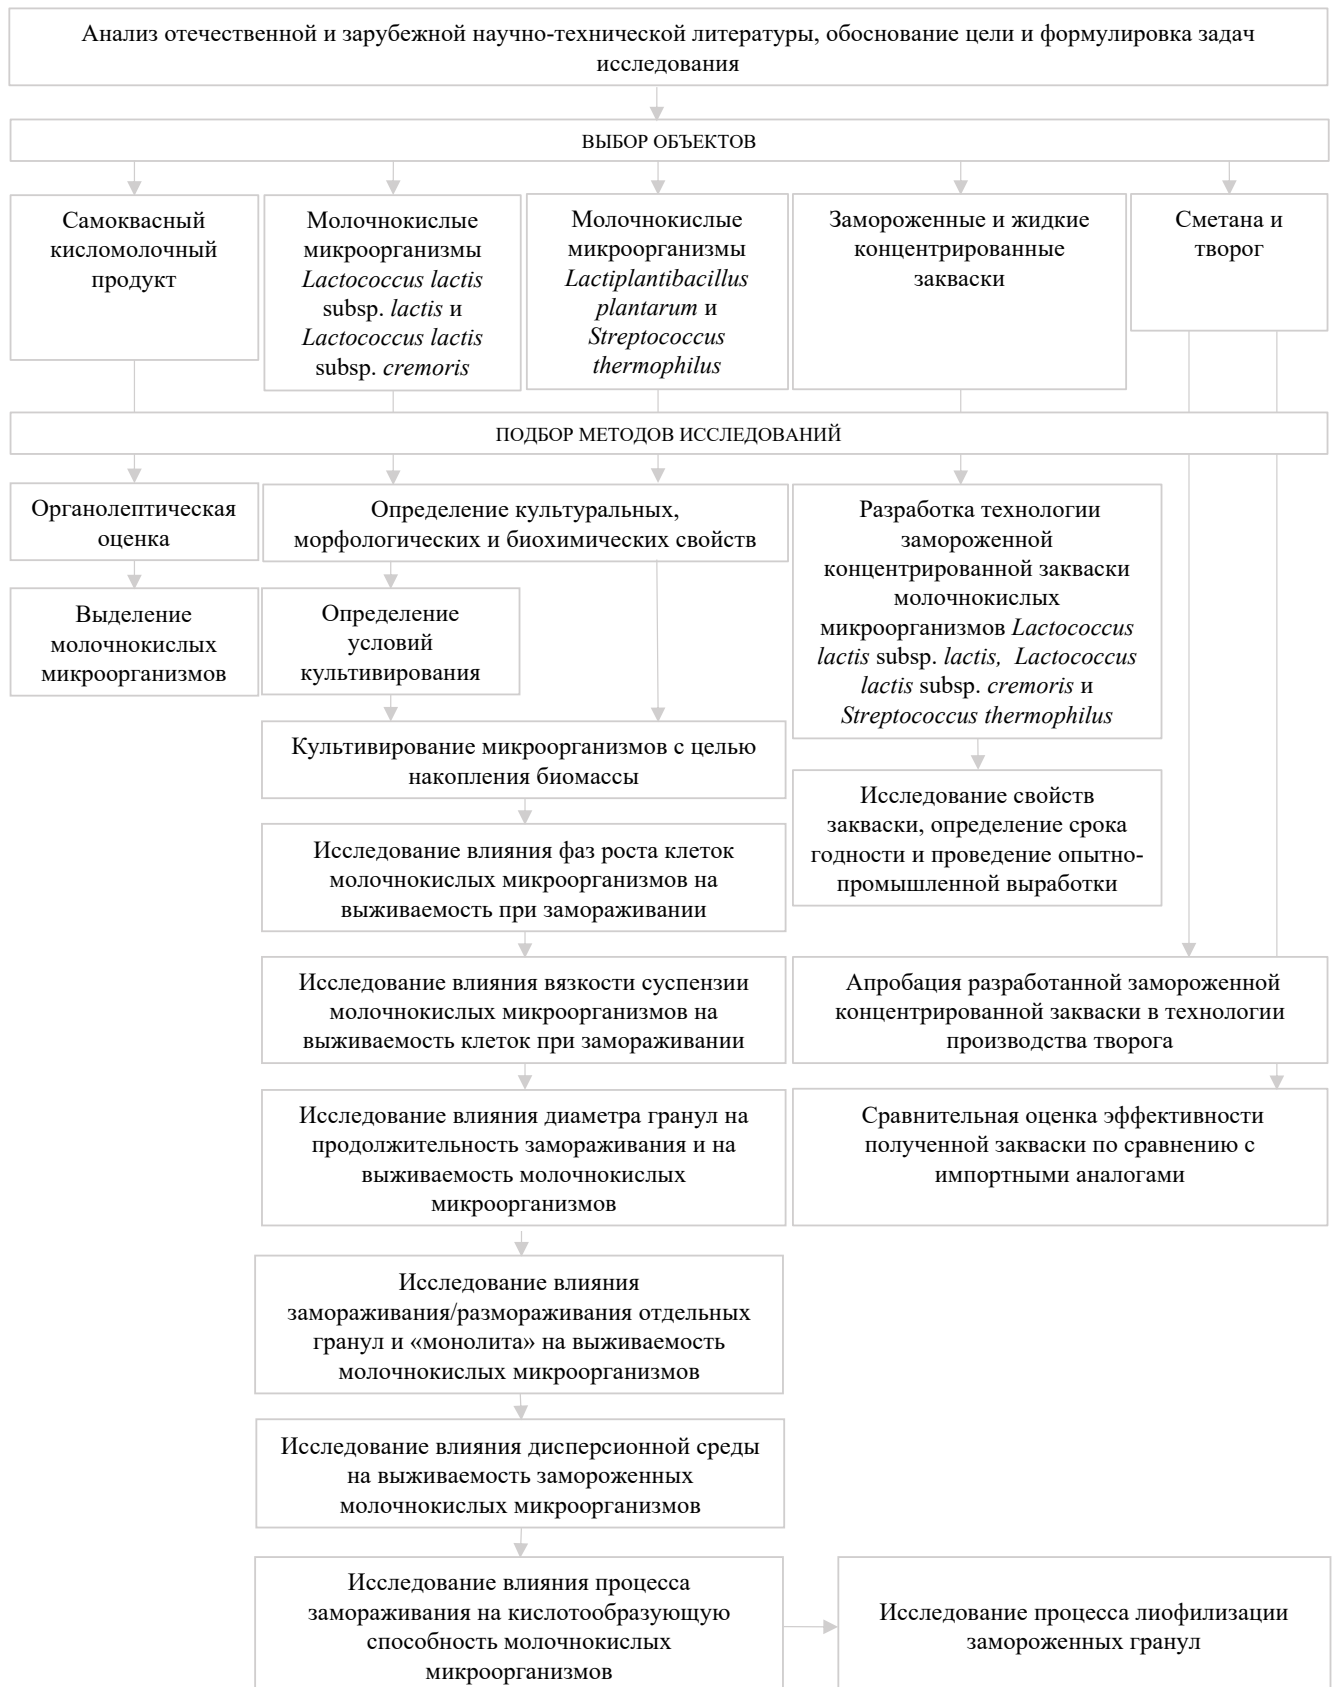 Анализ отечественной и зарубежной научно-технической литературы, обоснование цели и формулировка задач
исследования
ВЫБОР ОБЪЕКТОВ
Самоквасный
кисломолочный
продукт
Молочнокислые
микроорганизмы
Lactococcus lactis
subsp. lactis и
Lactococcus lactis
subsp. cremoris
Молочнокислые
микроорганизмы
Lactiplantibacillus
plantarum и
Streptococcus
thermophilus
Замороженные и жидкие
концентрированные
закваски
Сметана и
творог
ПОДБОР МЕТОДОВ ИССЛЕДОВАНИЙ
Органолептическая
оценка
Выделение
молочнокислых
микроорганизмов
Определение культуральных,
морфологических и биохимических свойств
Определение
условий
культивирования
Культивирование микроорганизмов с целью
накопления биомассы
Исследование влияния фаз роста клеток
молочнокислых микроорганизмов на
выживаемость при замораживании
Исследование влияния вязкости суспензии
молочнокислых микроорганизмов на
выживаемость клеток при замораживании
Исследование влияния диаметра гранул на
продолжительность замораживания и на
выживаемость молочнокислых
микроорганизмов
Исследование влияния
замораживания/размораживания отдельных
гранул и «монолита» на выживаемость
молочнокислых микроорганизмов
Исследование влияния дисперсионной среды
на выживаемость замороженных
молочнокислых микроорганизмов
Исследование влияния процесса
замораживания на кислотообразующую
способность молочнокислых
микроорганизмов
Разработка технологии
замороженной
концентрированной закваски
молочнокислых
микроорганизмов Lactococcus
lactis subsp. lactis, Lactococcus
lactis subsp. cremoris и
Streptococcus thermophilus
Исследование свойств
закваски, определение срока
годности и проведение опытно-
промышленной выработки
Апробация разработанной замороженной
концентрированной закваски в технологии
производства творога
Сравнительная оценка эффективности
полученной закваски по сравнению с
импортными аналогами
Исследование процесса лиофилизации
замороженных гранул